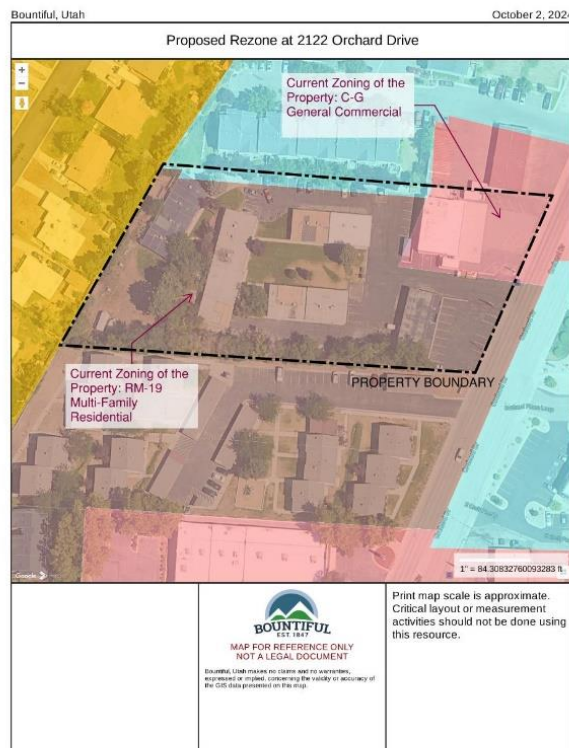 Bountiful, Utah
October 2, 2024
Proposed Rezone at 2122 Orchard Drive
+
−
Current Zoning of the
Property: C-G
General Commercial
Current Zoning of the
Property: RM-19
Multi-Family
Residential
PROPERTY BOUNDARY
Google
1" = 84.30832760093283 ft
BOUNTIFUL
EST. 1847
MAP FOR REFERENCE ONLY
NOT A LEGAL DOCUMENT
Bountiful, Utah makes no claims and no warranties,
expressed or implied, concerning the validity or accuracy of
the GIS data presented on this map.
Print map scale is approximate.
Critical layout or measurement
activities should not be done using
this resource.